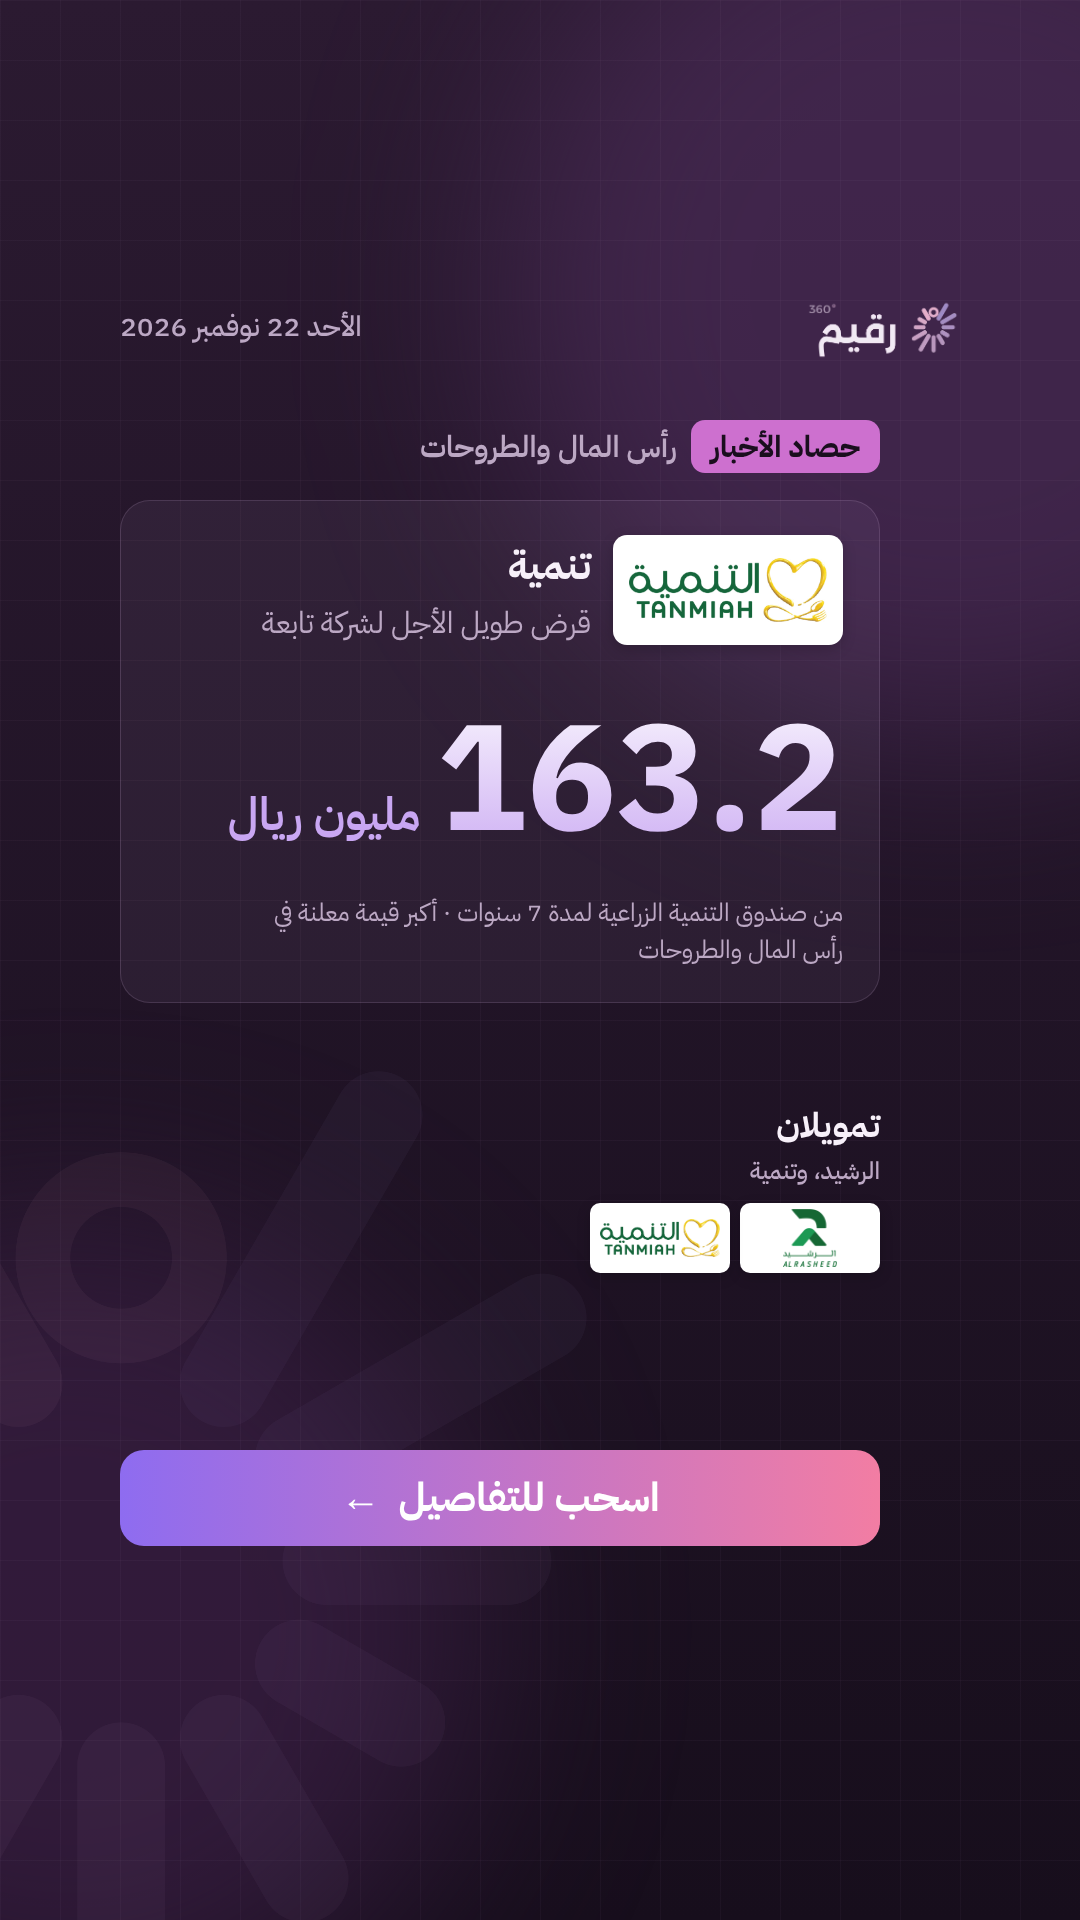 رقيم 360°
الأحد 22 نوفمبر 2026
حصاد الأخبار رأس المال والطروحات
التنمية
TANMIAH
تنمية
قرض طويل الأجل لشركة تابعة
163.2 مليون ريال
من صندوق التنمية الزراعية لمدة 7 سنوات · أكبر قيمة معلنة في
رأس المال والطروحات
تمويلان
الرشيد، وتنمية
الرشيد
ALRASHEED
التنمية
TANMIAH
اسحب للتفاصيل ←